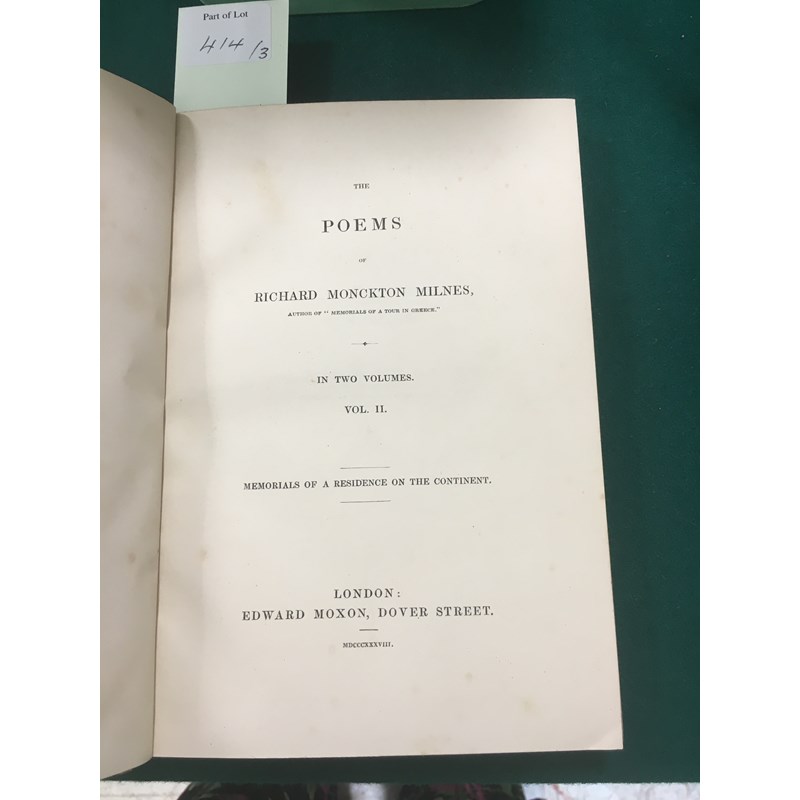 Part of Lot
414/3
THE
POEMS
OF
RICHARD MONCKTON MILNES,
AUTHOR OF "MEMORIALS OF A TOUR IN GREECE."
IN TWO VOLUMES.
VOL. II.
MEMORIALS OF A RESIDENCE ON THE CONTINENT.
LONDON:
EDWARD MOXON, DOVER STREET.
MDCCCXXXVIII.